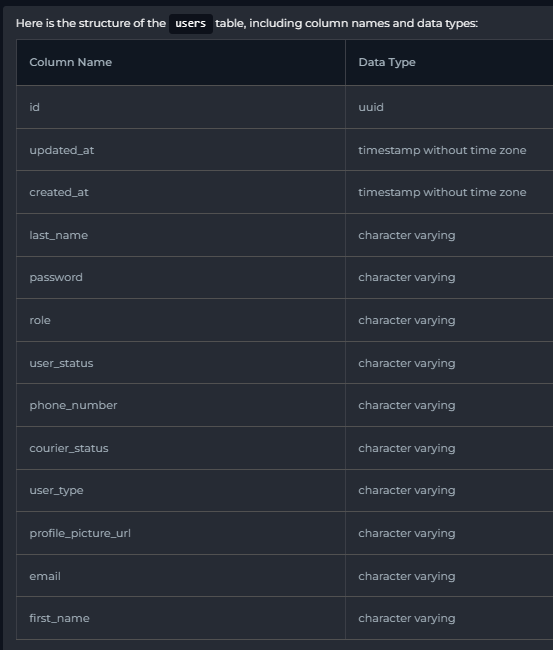 Here is the structure of the users table, including column names and data types:
Column Name Data Type
id uuid
updated_at timestamp without time zone
created_at timestamp without time zone
last_name character varying
password character varying
role character varying
user_status character varying
phone_number character varying
courier_status character varying
user_type character varying
profile_picture_url character varying
email character varying
first_name character varying